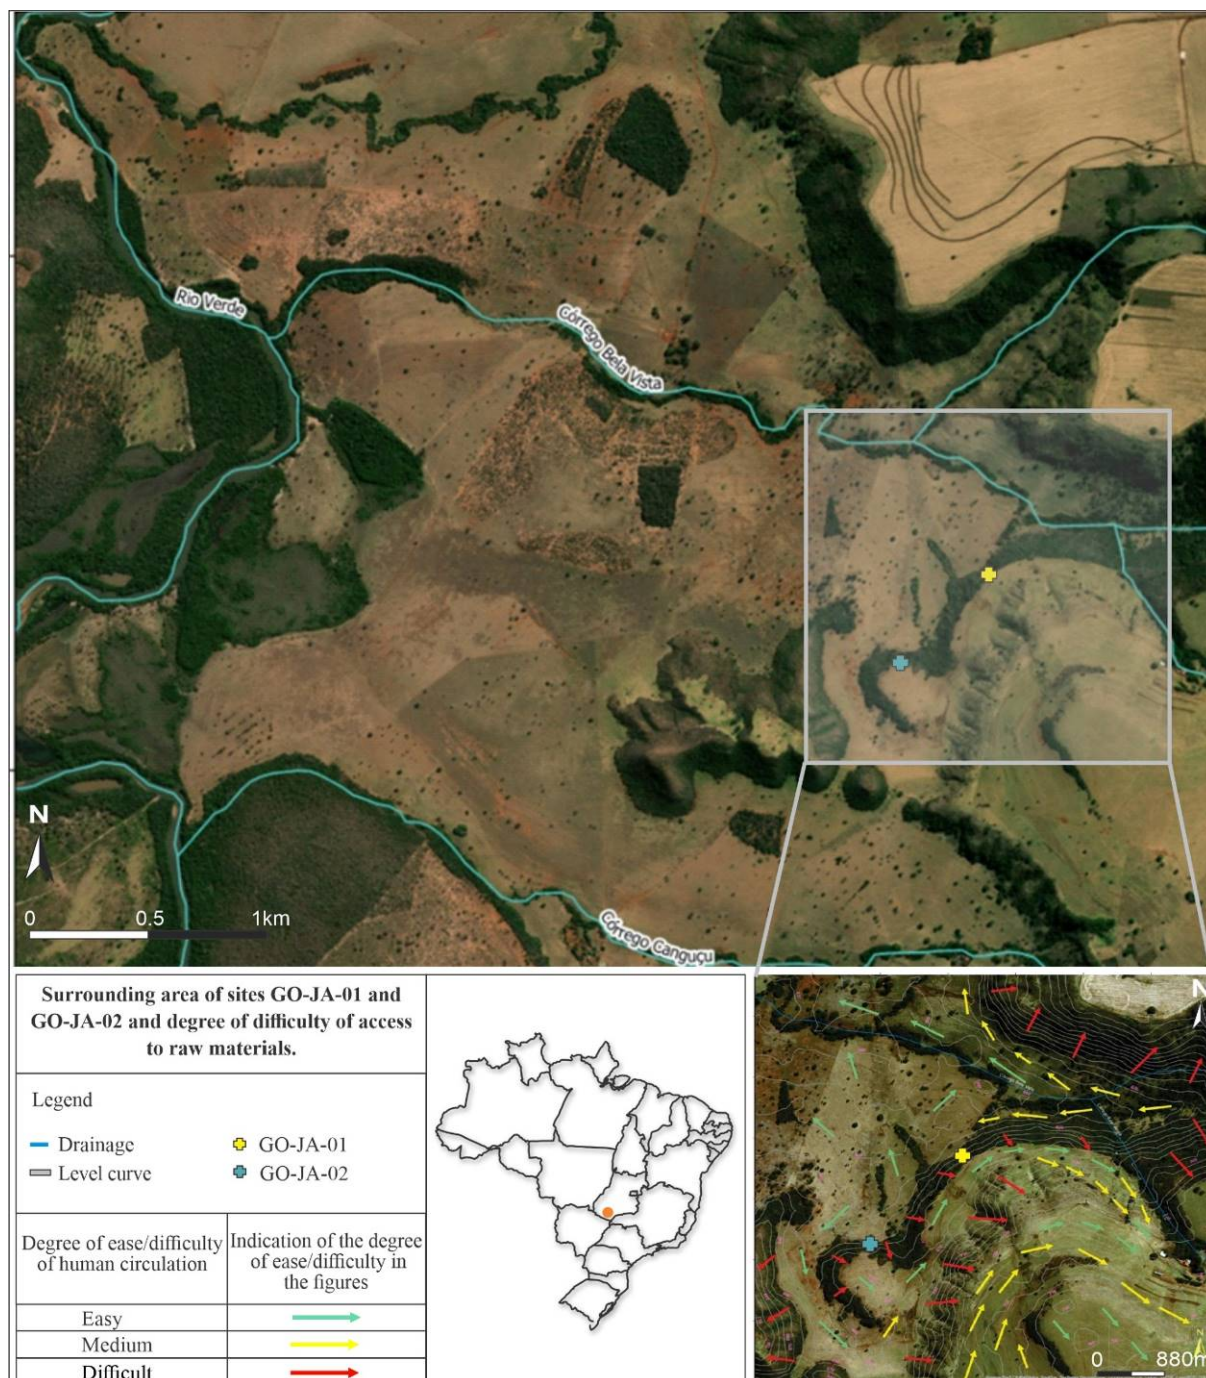 Rio Verde
Córrego Bela Vista
N
0 0.5 1km
Córrego Canguçu
Surrounding area of sites GO-JA-01 and
GO-JA-02 and degree of difficulty of access
to raw materials.
Legend
Drainage
GO-JA-01
Level curve
GO-JA-02
Degree of ease/difficulty
of human circulation
Indication of the degree
of ease/difficulty in
the figures
Easy
Medium
Difficult
N
0 880m